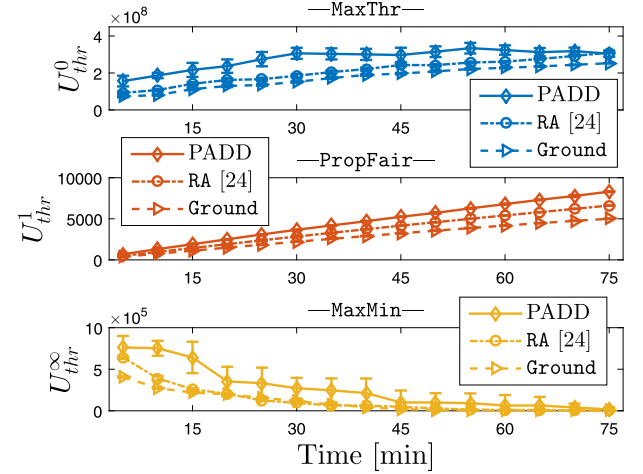 —MaxThr—
×10⁸
4
2
0
U⁰thr
15 30 45 60 75
PADD
RA [24]
Ground
—PropFair—
10000
5000
0
U¹thr
PADD
RA [24]
Ground
15 30 45 60 75
—MaxMin—
×10⁵
10
5
0
U∞thr
PADD
RA [24]
Ground
15 30 45 60 75
Time [min]